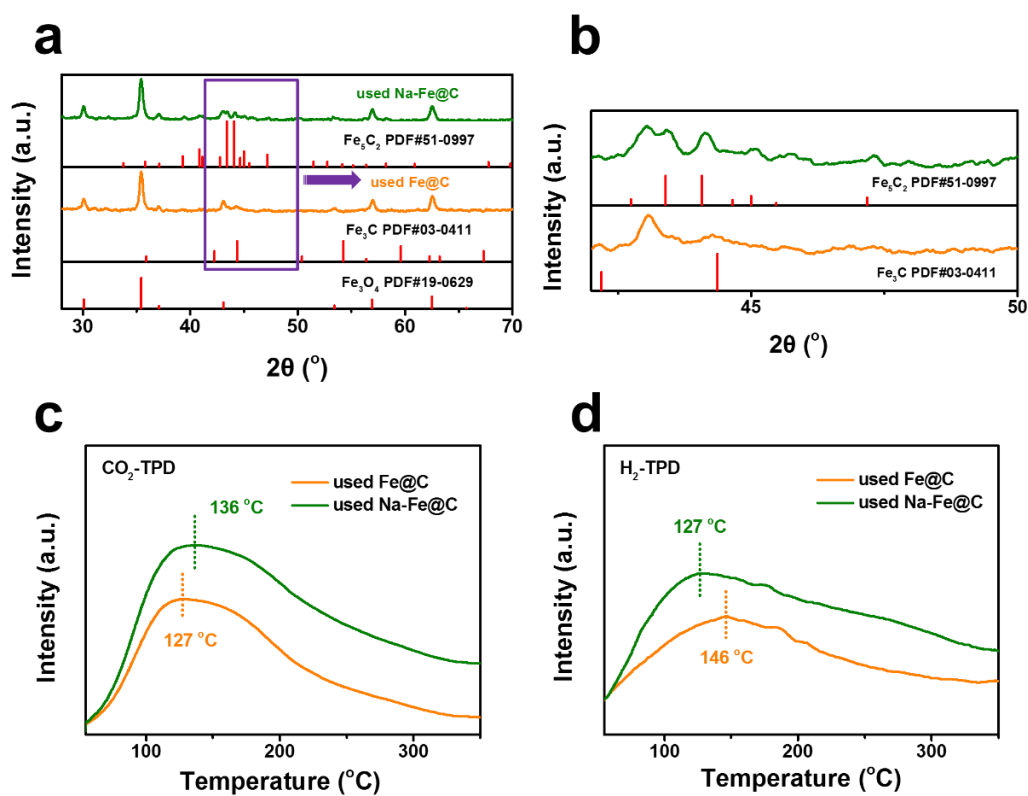 a
Intensity (a.u.)
used Na-Fe@C
Fe₅C₂ PDF#51-0997
used Fe@C
Fe₃C PDF#03-0411
Fe₃O₄ PDF#19-0629
30 40 50 60 70
2θ (°)
b
Intensity (a.u.)
Fe₅C₂ PDF#51-0997
Fe₃C PDF#03-0411
45 50
2θ (°)
c
Intensity (a.u.)
CO₂-TPD
used Fe@C
used Na-Fe@C
136 °C
127 °C
100 200 300
Temperature (°C)
d
Intensity (a.u.)
H₂-TPD
used Fe@C
used Na-Fe@C
127 °C
146 °C
100 200 300
Temperature (°C)